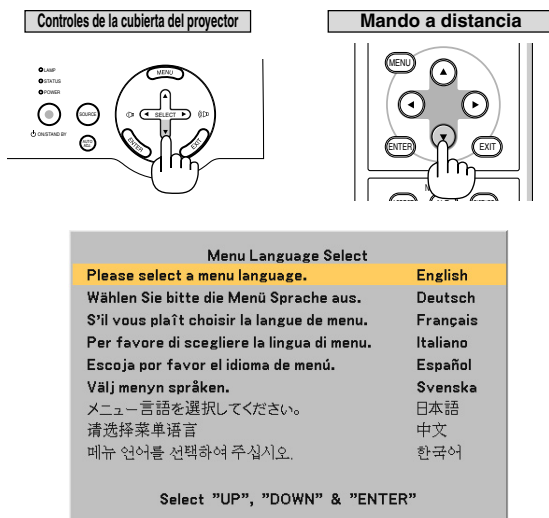 Controles de la cubierta del proyector
Mando a distancia
LAMP
STATUS
POWER
ON/STAND BY
SOURCE
AUTO ADJ.
MENU
SELECT
ENTER
EXIT
MENU
ENTER
EXIT
Menu Language Select
Please select a menu language. English
Wählen Sie bitte die Menü Sprache aus. Deutsch
S'il vous plaît choisir la langue de menu. Français
Per favore di scegliere la lingua di menu. Italiano
Escoja por favor el idioma de menú. Español
Välj menyn språken. Svenska
メニュー言語を選択してください。 日本語
请选择菜单语言 中文
메뉴 언어를 선택하여 주십시오. 한국어
Select "UP", "DOWN" & "ENTER"